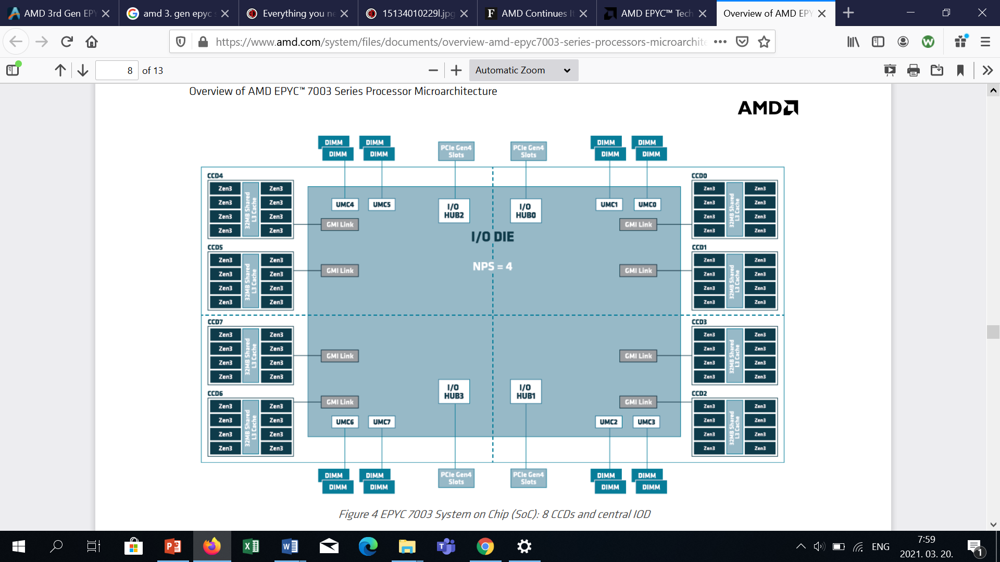 AMD 3rd Gen EPY
amd 3. gen epyc s
Everything you ne
15134010229l.jpg
AMD Continues It
AMD EPYC™ Tech
Overview of AMD EPY
https://www.amd.com/system/files/documents/overview-amd-epyc7003-series-processors-microarchite
8 of 13
Automatic Zoom
Overview of AMD EPYC™ 7003 Series Processor Microarchitecture
AMD
DIMM DIMM DIMM DIMM
DIMM DIMM DIMM DIMM
PCIe Gen4 Slots PCIe Gen4 Slots
CCD4
Zen3 Zen3
Zen3 Zen3
Zen3 Zen3
Zen3 Zen3
32MB Shared
L3 Cache
CCD5
Zen3 Zen3
Zen3 Zen3
Zen3 Zen3
Zen3 Zen3
32MB Shared
L3 Cache
CCD7
Zen3 Zen3
Zen3 Zen3
Zen3 Zen3
Zen3 Zen3
32MB Shared
L3 Cache
CCD6
Zen3 Zen3
Zen3 Zen3
Zen3 Zen3
Zen3 Zen3
32MB Shared
L3 Cache
UMC4 UMC5
I/O
HUB2
I/O
HUB0
UMC1 UMC0
GMI Link GMI Link
I/O DIE
NPS = 4
GMI Link GMI Link
GMI Link GMI Link
I/O
HUB3
I/O
HUB1
GMI Link GMI Link
UMC6 UMC7 UMC2 UMC3
CCD0
Zen3 Zen3
Zen3 Zen3
Zen3 Zen3
Zen3 Zen3
32MB Shared
L3 Cache
CCD1
Zen3 Zen3
Zen3 Zen3
Zen3 Zen3
Zen3 Zen3
32MB Shared
L3 Cache
CCD3
Zen3 Zen3
Zen3 Zen3
Zen3 Zen3
Zen3 Zen3
32MB Shared
L3 Cache
CCD2
Zen3 Zen3
Zen3 Zen3
Zen3 Zen3
Zen3 Zen3
32MB Shared
L3 Cache
DIMM DIMM DIMM DIMM
DIMM DIMM DIMM DIMM
PCIe Gen4 Slots PCIe Gen4 Slots
Figure 4 EPYC 7003 System on Chip (SoC): 8 CCDs and central IOD
ENG
7:59
2021. 03. 20.
1